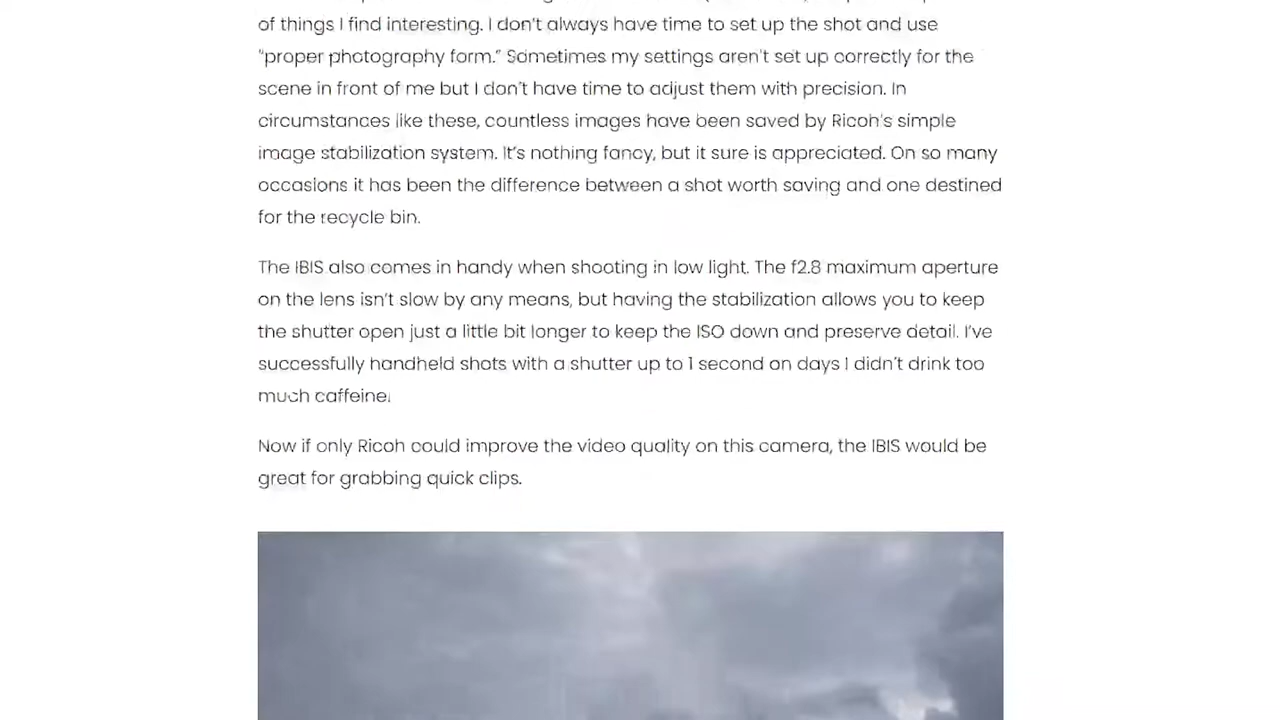 of things I find interesting. I don't always have time to set up the shot and use
“proper photography form.” Sometimes my settings aren't set up correctly for the
scene in front of me but I don't have time to adjust them with precision. In
circumstances like these, countless images have been saved by Ricoh's simple
image stabilization system. It's nothing fancy, but it sure is appreciated. On so many
occasions it has been the difference between a shot worth saving and one destined
for the recycle bin.
The IBIS also comes in handy when shooting in low light. The f2.8 maximum aperture
on the lens isn't slow by any means, but having the stabilization allows you to keep
the shutter open just a little bit longer to keep the ISO down and preserve detail. I've
successfully handheld shots with a shutter up to 1 second on days I didn't drink too
much caffeine.
Now if only Ricoh could improve the video quality on this camera, the IBIS would be
great for grabbing quick clips.